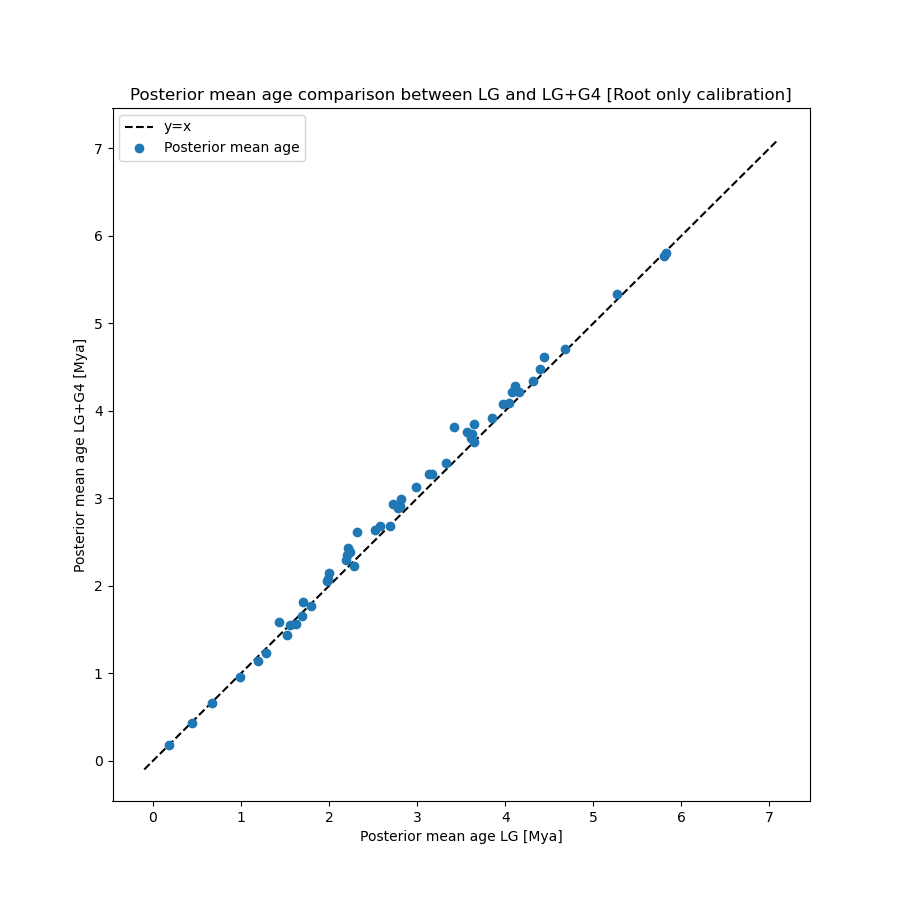 Posterior mean age comparison between LG and LG+G4 [Root only calibration]
y=x
Posterior mean age
7
6
5
4
3
2
1
0
Posterior mean age LG+G4 [Mya]
0 1 2 3 4 5 6 7
Posterior mean age LG [Mya]